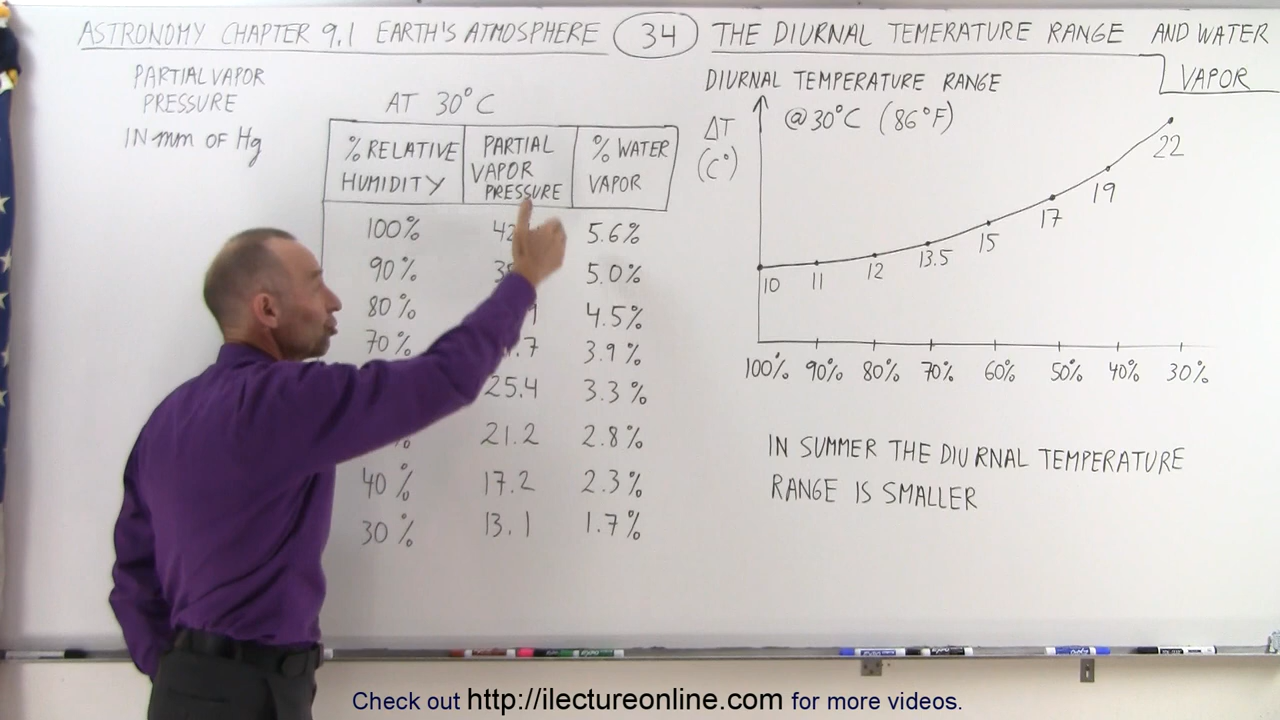 ASTRONOMY CHAPTER 9.1 EARTH'S ATMOSPHERE 34 THE DIURNAL TEMERATURE RANGE AND WATER VAPOR
PARTIAL VAPOR
PRESSURE
IN mm OF Hg
AT 30°C
% RELATIVE HUMIDITY PARTIAL VAPOR PRESSURE % WATER VAPOR
100% 5.6%
90% 5.0%
80% 4.5%
70% 3.9%
25.4 3.3%
21.2 2.8%
40% 17.2 2.3%
30% 13.1 1.7%
DIURNAL TEMPERATURE RANGE
@30°C (86°F)
ΔT
(C°)
10 11 12 13.5 15 17 19 22
100% 90% 80% 70% 60% 50% 40% 30%
IN SUMMER THE DIURNAL TEMPERATURE
RANGE IS SMALLER
Check out http://ilectureonline.com for more videos.